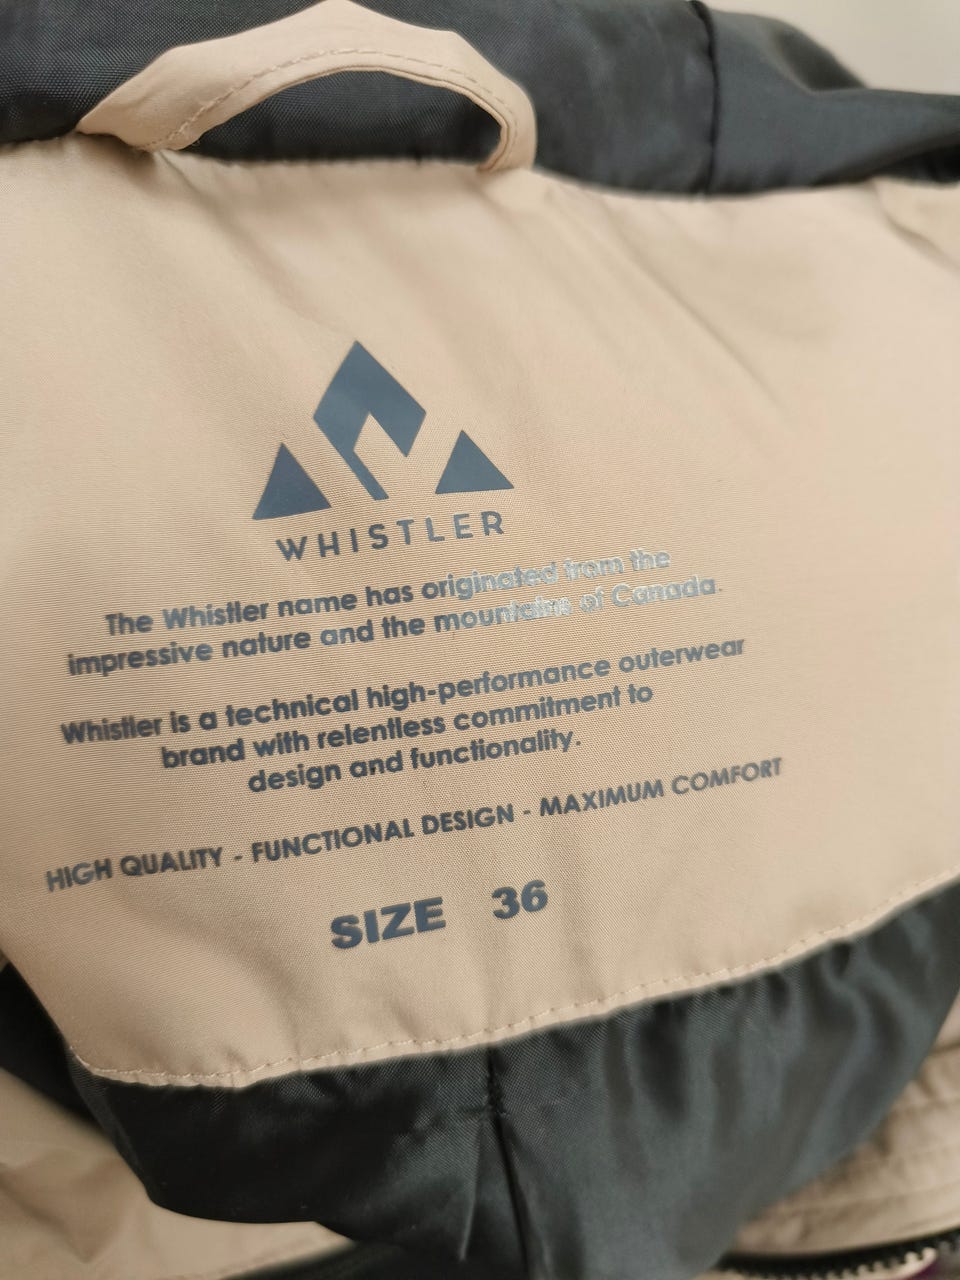 WHISTLER
The Whistler name has originated from the
impressive nature and the mountains of Canada.
Whistler is a technical high-performance outerwear
brand with relentless commitment to
design and functionality.
HIGH QUALITY - FUNCTIONAL DESIGN - MAXIMUM COMFORT
SIZE 36